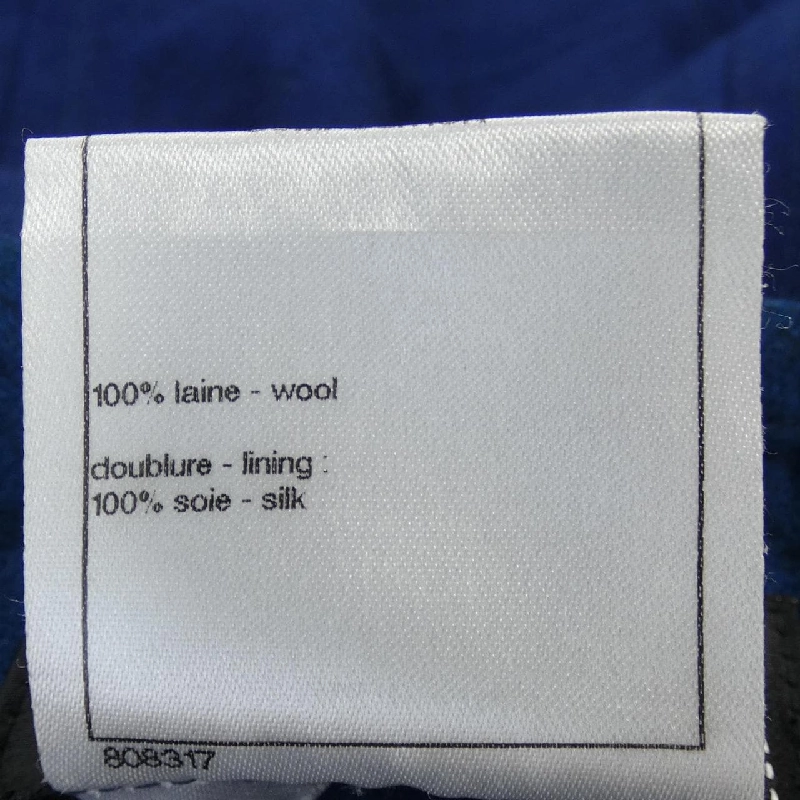 100% laine - wool
doublure - lining :
100% soie - silk
808317